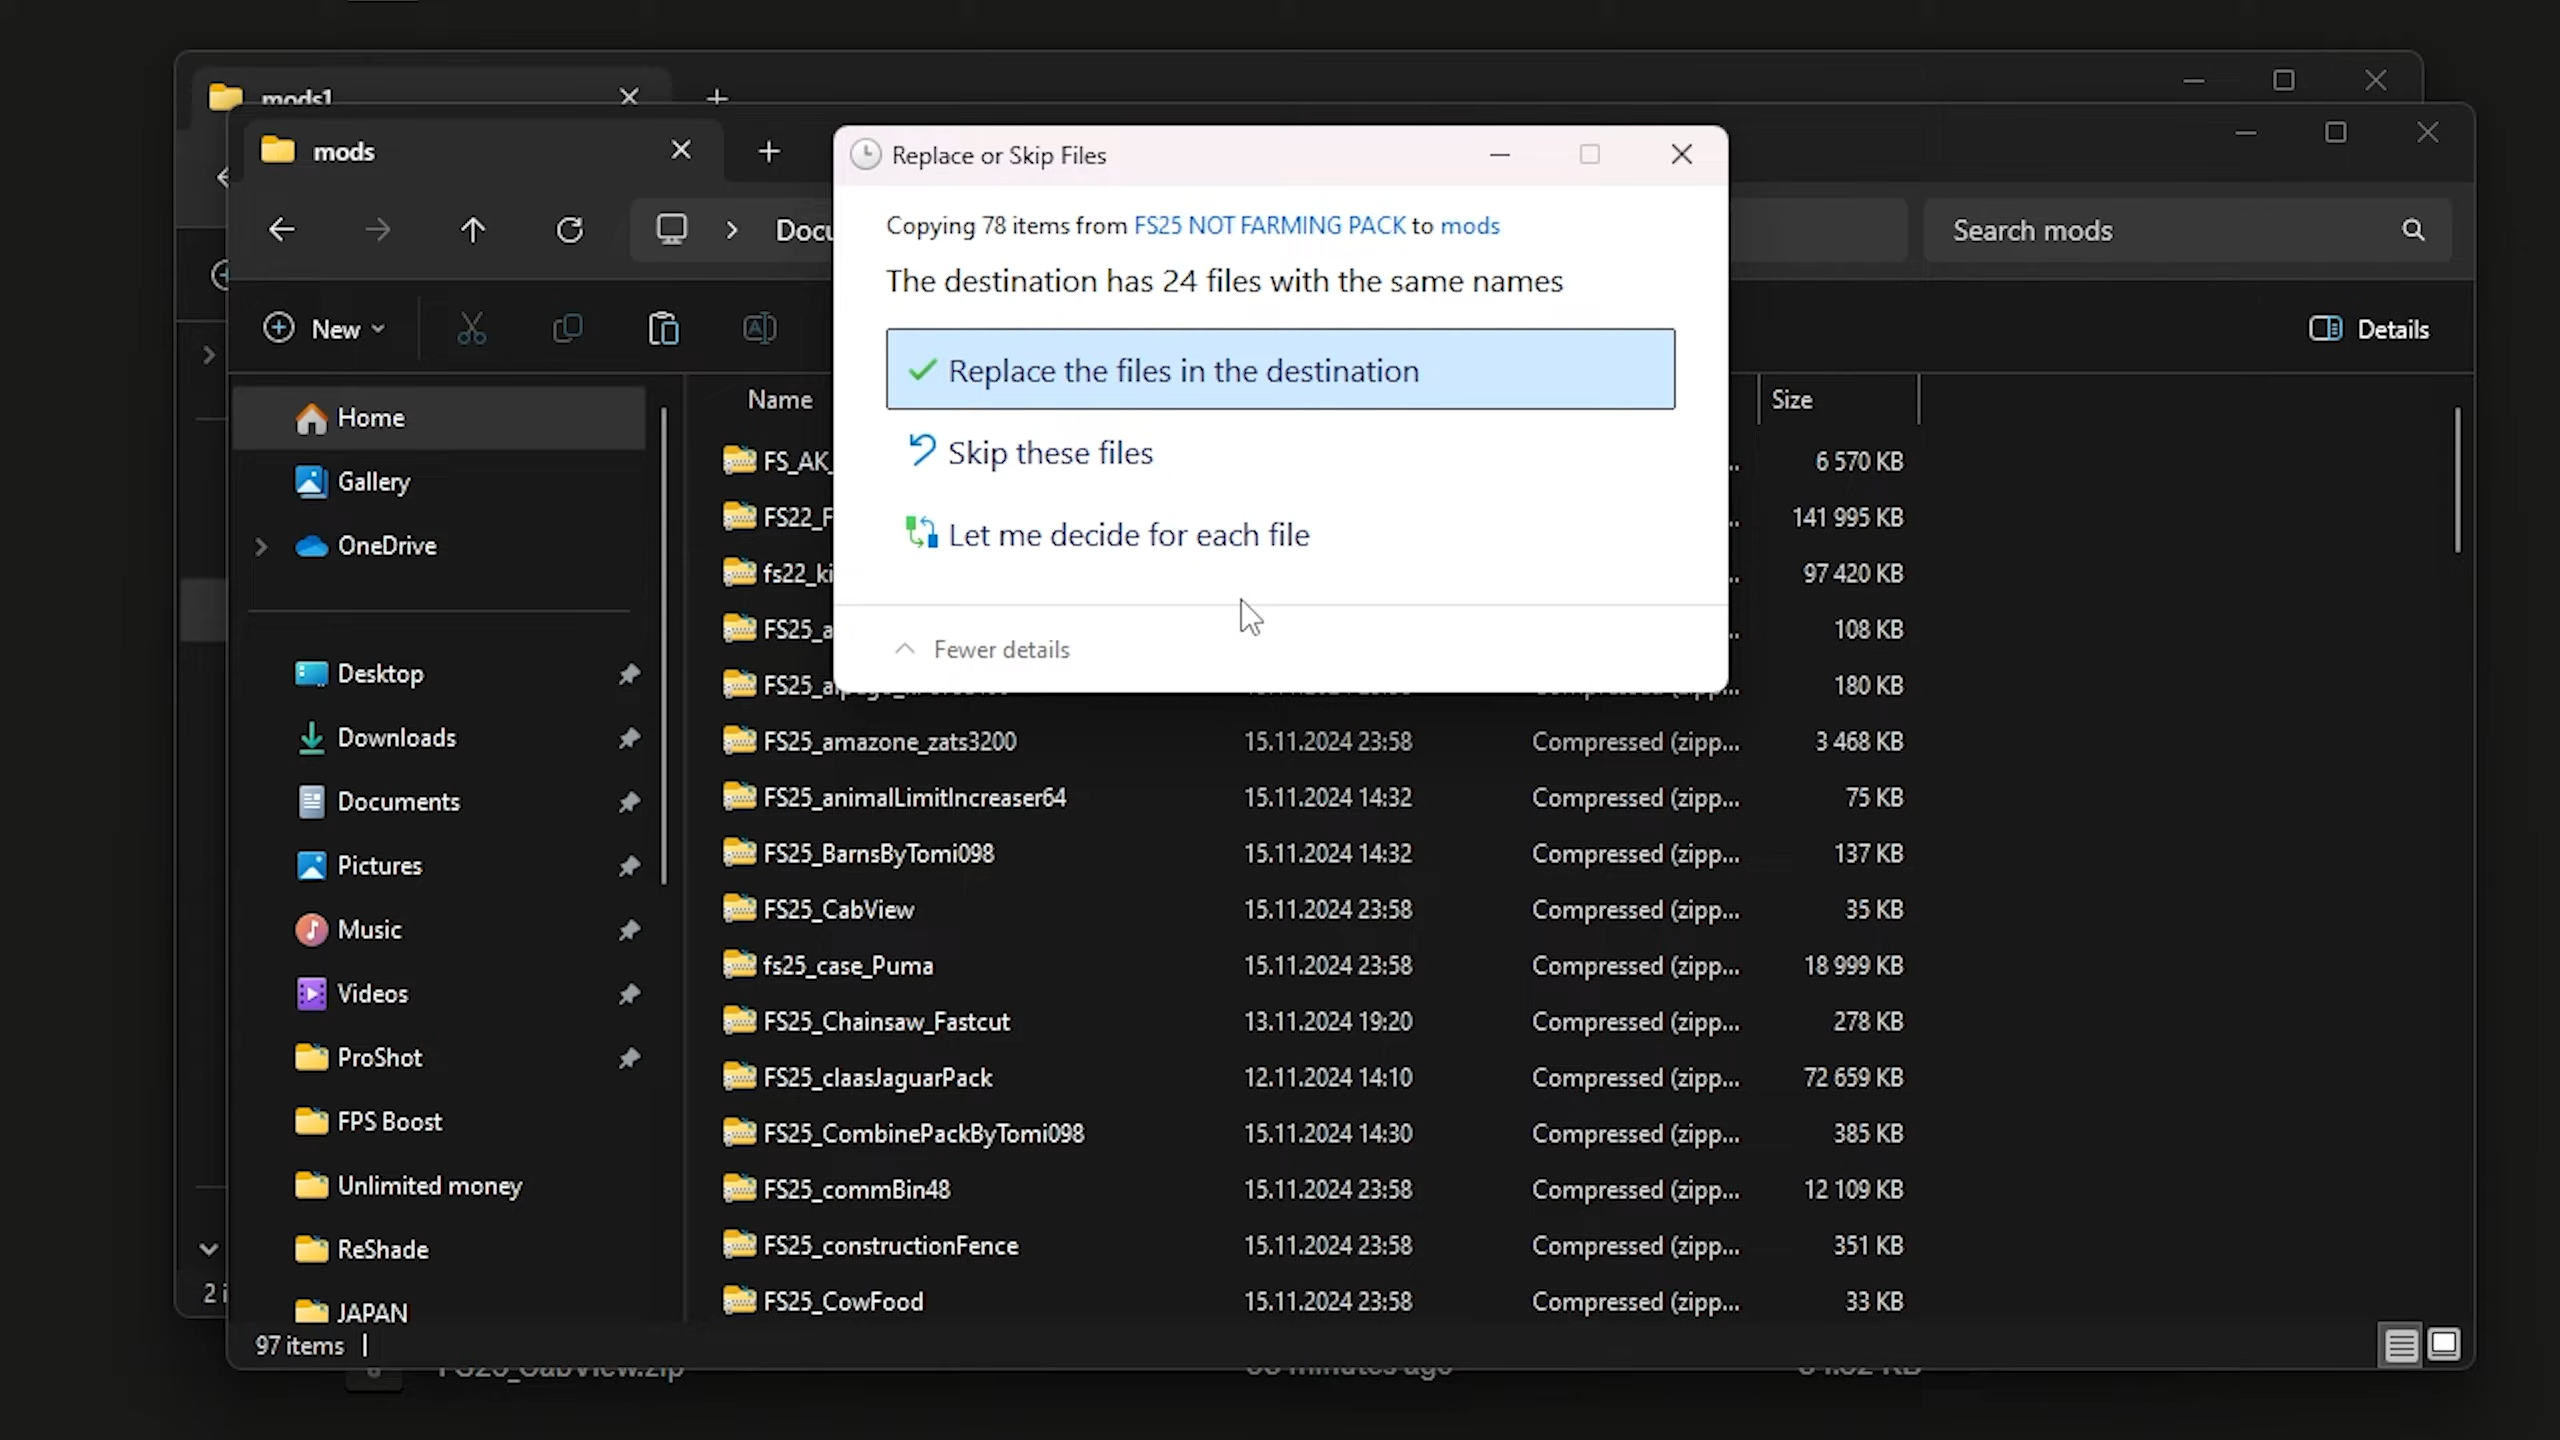 mods1
mods
Docu
Search mods
New
Details
Home
Gallery
OneDrive
Desktop
Downloads
Documents
Pictures
Music
Videos
ProShot
FPS Boost
Unlimited money
ReShade
JAPAN
97 items
2 i
Replace or Skip Files
Copying 78 items from FS25 NOT FARMING PACK to mods
The destination has 24 files with the same names
Replace the files in the destination
Skip these files
Let me decide for each file
Fewer details
Name Size
FS_AK_ 6 570 KB
FS22_F 141 995 KB
fs22_ki 97 420 KB
FS25_a 108 KB
FS25_a 180 KB
FS25_amazone_zats3200 15.11.2024 23:58 Compressed (zipp... 3 468 KB
FS25_animalLimitIncreaser64 15.11.2024 14:32 Compressed (zipp... 75 KB
FS25_BarnsByTomi098 15.11.2024 14:32 Compressed (zipp... 137 KB
FS25_CabView 15.11.2024 23:58 Compressed (zipp... 35 KB
fs25_case_Puma 15.11.2024 23:58 Compressed (zipp... 18 999 KB
FS25_Chainsaw_Fastcut 13.11.2024 19:20 Compressed (zipp... 278 KB
FS25_claasJaguarPack 12.11.2024 14:10 Compressed (zipp... 72 659 KB
FS25_CombinePackByTomi098 15.11.2024 14:30 Compressed (zipp... 385 KB
FS25_commBin48 15.11.2024 23:58 Compressed (zipp... 12 109 KB
FS25_constructionFence 15.11.2024 23:58 Compressed (zipp... 351 KB
FS25_CowFood 15.11.2024 23:58 Compressed (zipp... 33 KB
FS25_CabView.zip minutes ago KB